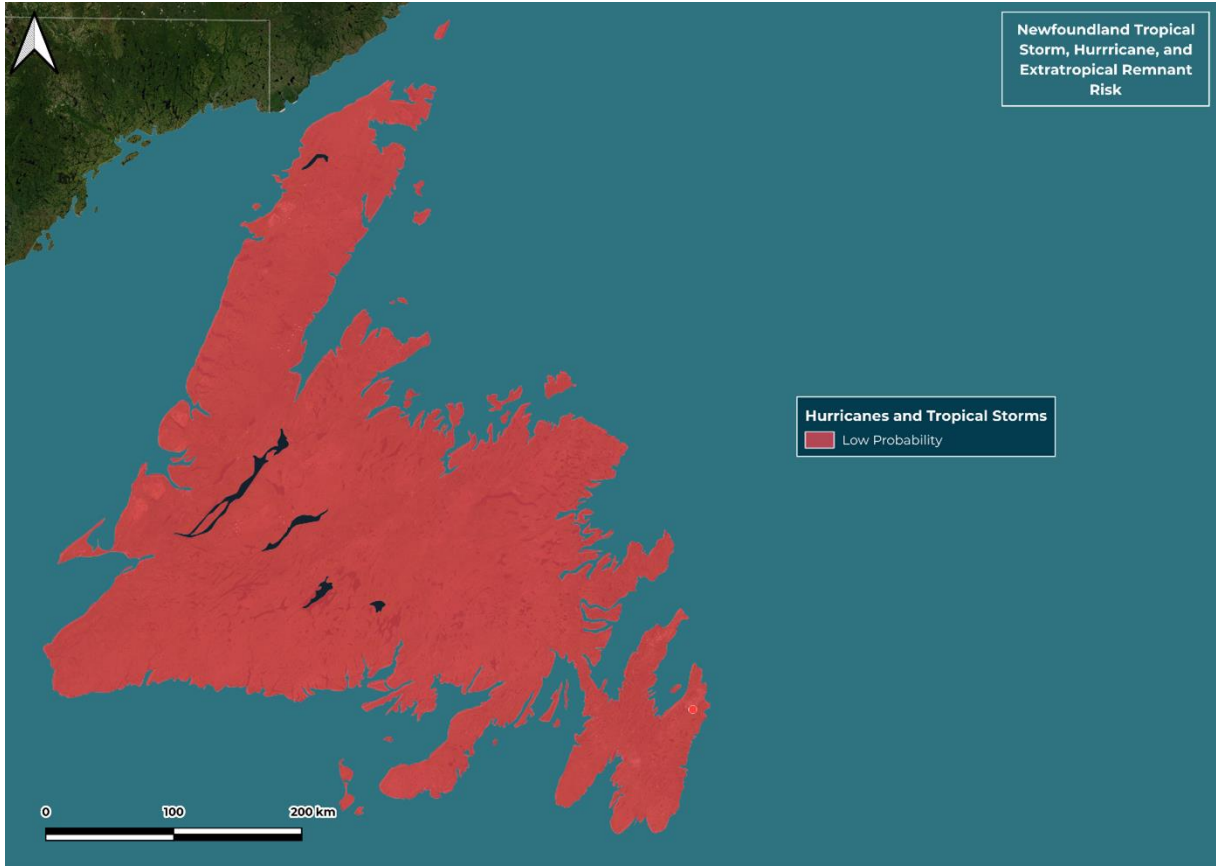 Newfoundland Tropical
Storm, Hurrricane, and
Extratropical Remnant
Risk
Hurricanes and Tropical Storms
Low Probability
0 100 200 km